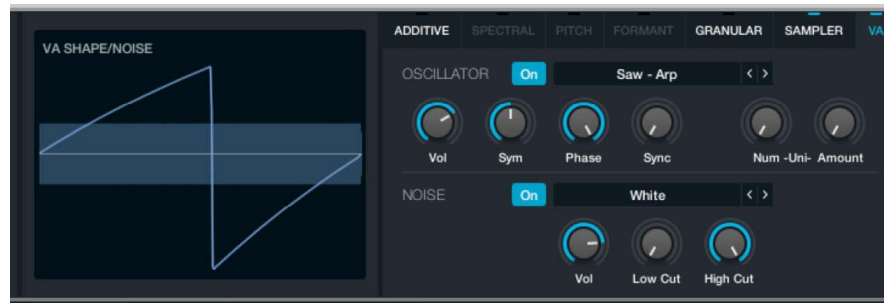 VA SHAPE/NOISE
ADDITIVE SPECTRAL PITCH FORMANT GRANULAR SAMPLER VA
OSCILLATOR On Saw - Arp < >
Vol Sym Phase Sync Num -Uni- Amount
NOISE On White < >
Vol Low Cut High Cut